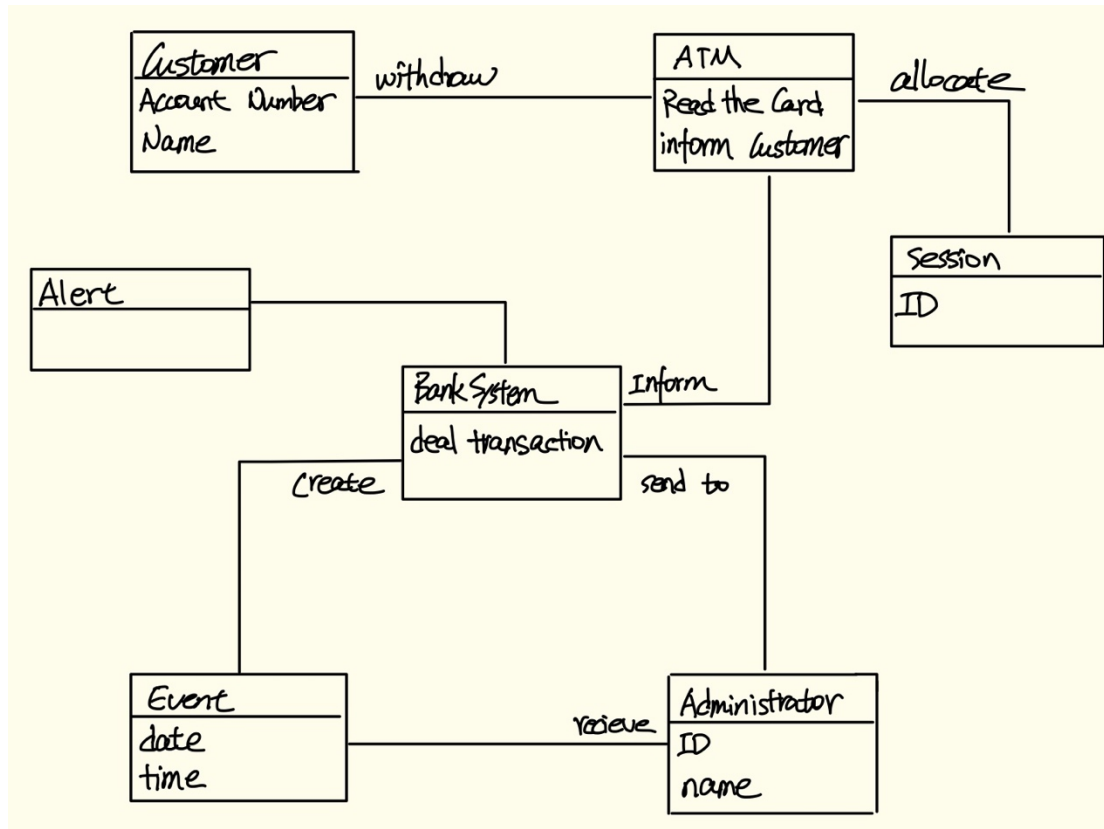 Customer
Account Number
Name
withdraw
ATM
Read the Card
inform Customer
allocate
Session
ID
Alert
Bank System
deal transaction
Inform
create
send to
Event
date
time
recieve
Administrator
ID
name